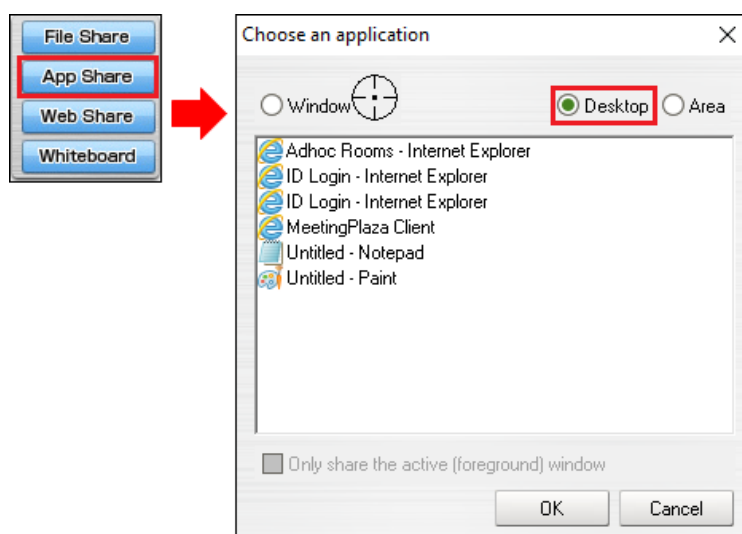 File Share
App Share
Web Share
Whiteboard
Choose an application
Window
Desktop
Area
Adhoc Rooms - Internet Explorer
ID Login - Internet Explorer
ID Login - Internet Explorer
MeetingPlaza Client
Untitled - Notepad
Untitled - Paint
Only share the active (foreground) window
OK
Cancel